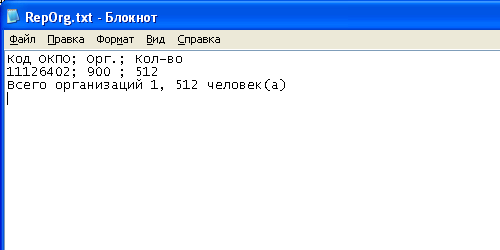 RepOrg.txt - Блокнот
Файл Правка Формат Вид Справка
Код ОКПО; Орг.; Кол-во
11126402; 900 ; 512
Всего организаций 1, 512 человек(а)